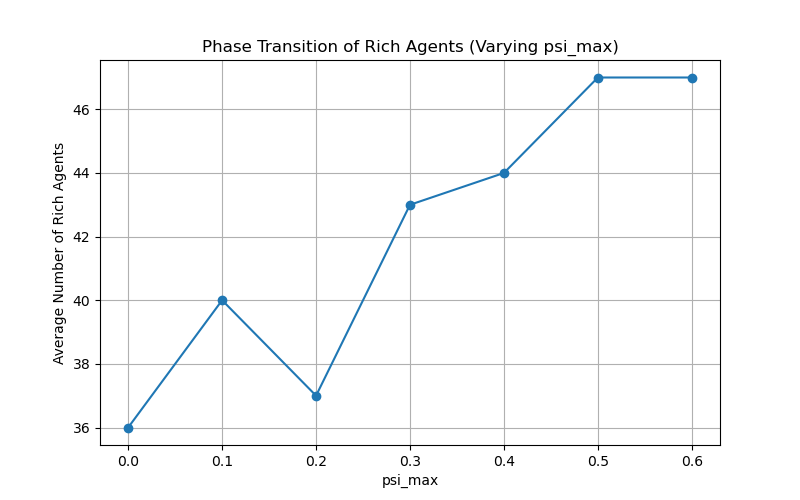 Phase Transition of Rich Agents (Varying psi_max)
Average Number of Rich Agents
46
44
42
40
38
36
0.0 0.1 0.2 0.3 0.4 0.5 0.6
psi_max